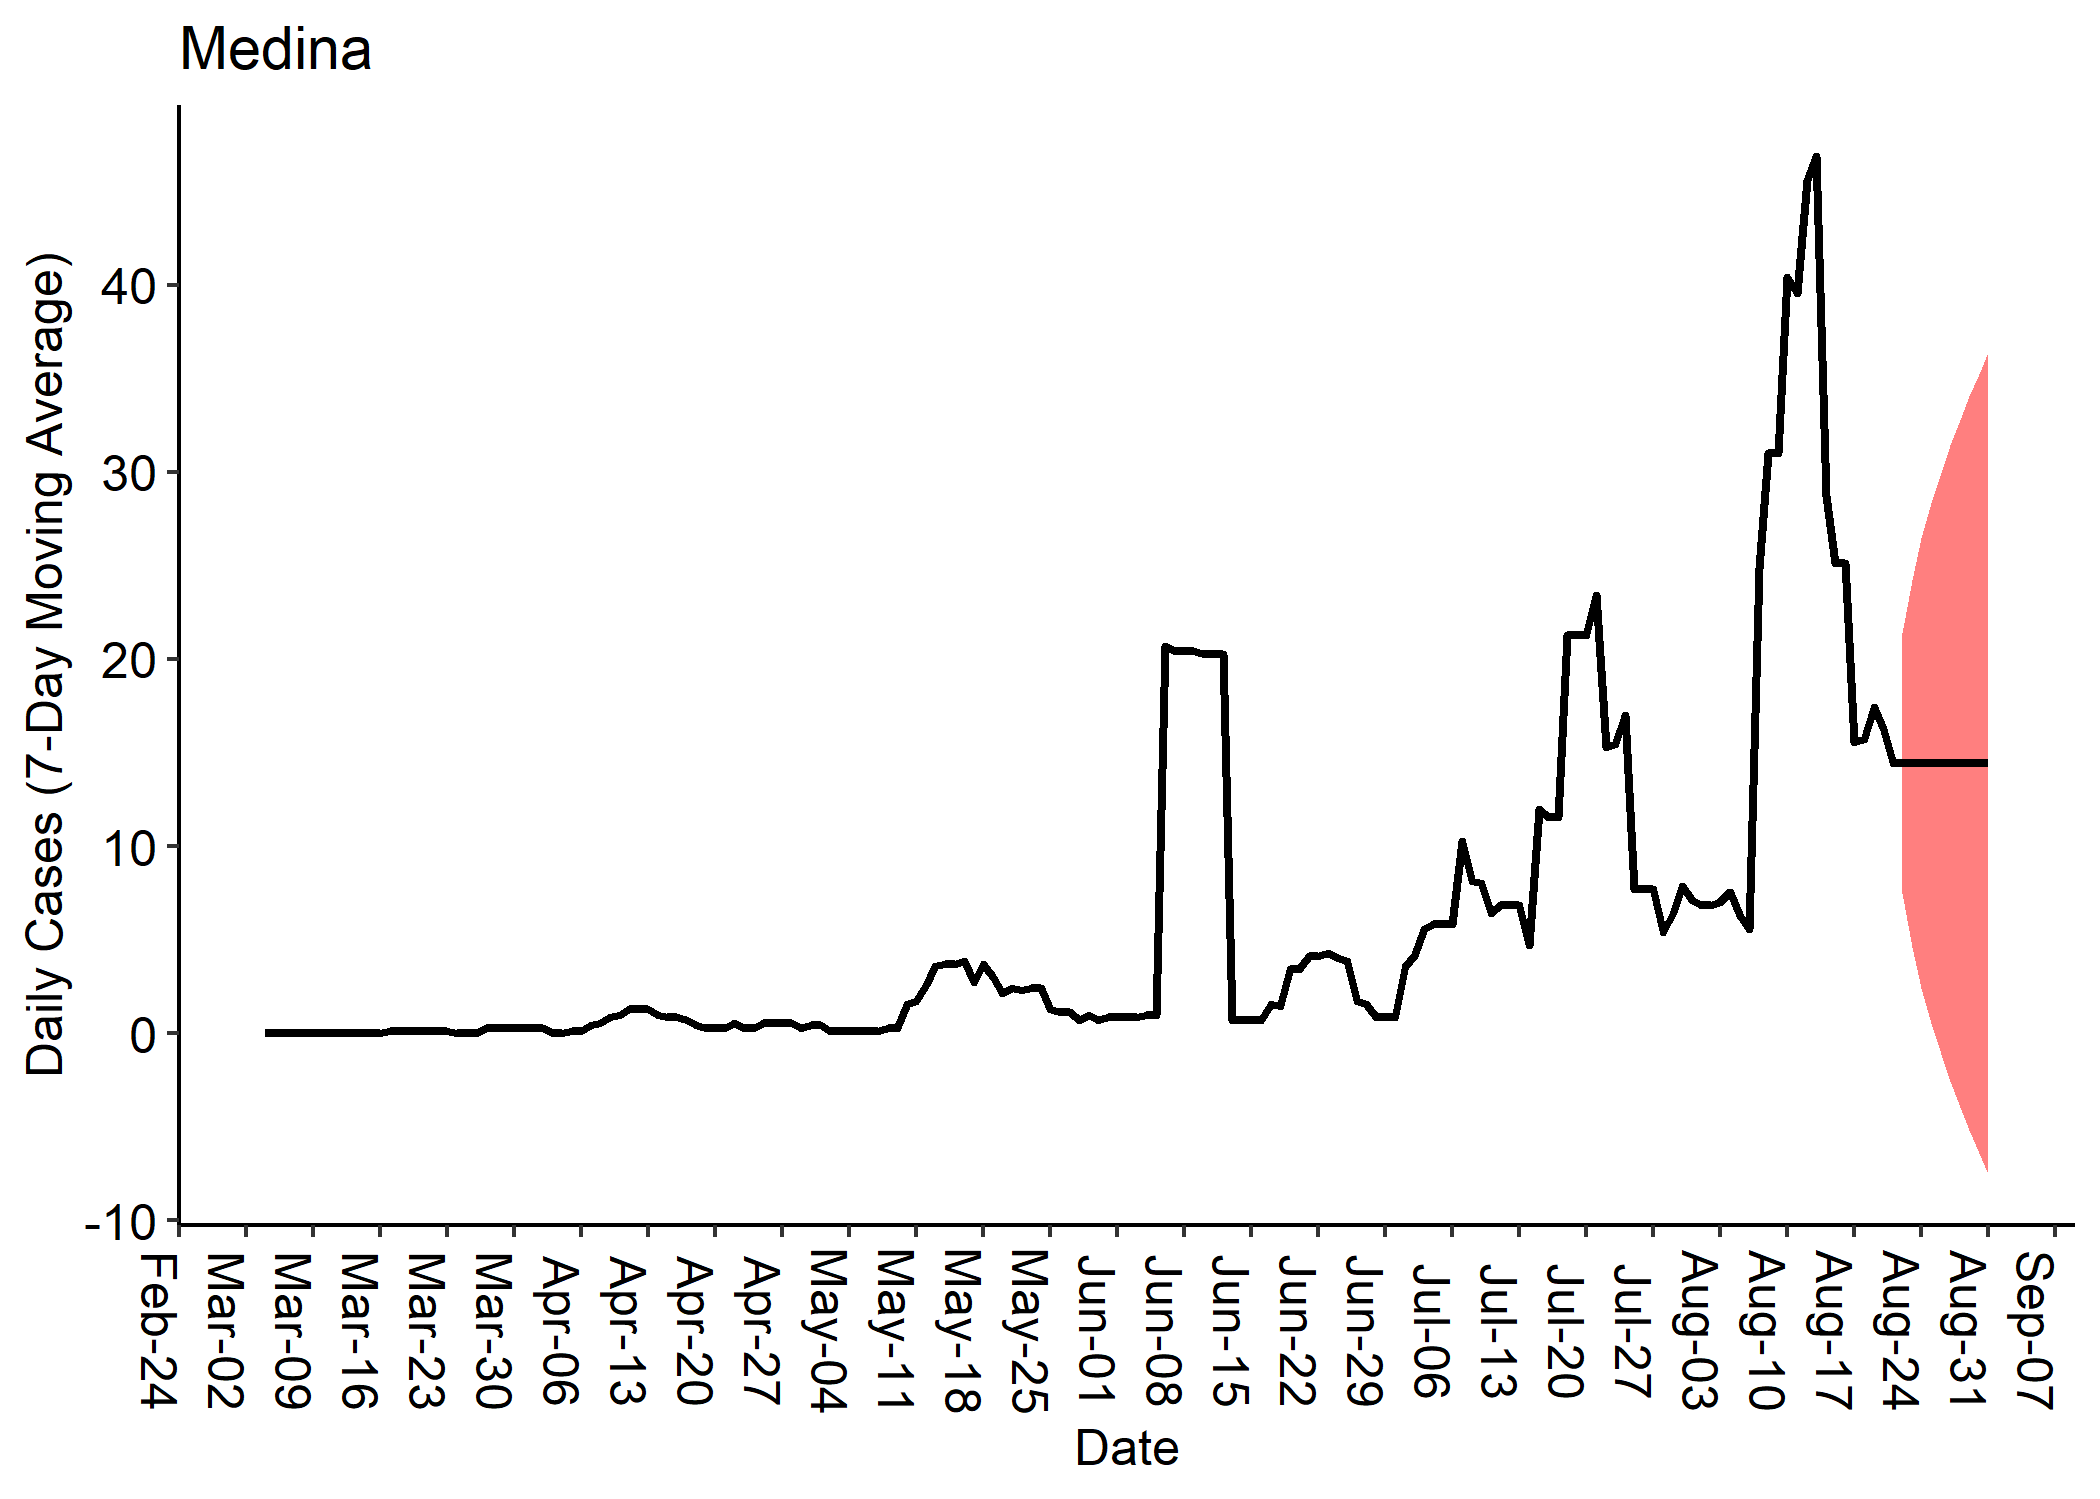 Medina
Daily Cases (7-Day Moving Average)
40
30
20
10
0
-10
Feb-24
Mar-02
Mar-09
Mar-16
Mar-23
Mar-30
Apr-06
Apr-13
Apr-20
Apr-27
May-04
May-11
May-18
May-25
Jun-01
Jun-08
Jun-15
Jun-22
Jun-29
Jul-06
Jul-13
Jul-20
Jul-27
Aug-03
Aug-10
Aug-17
Aug-24
Aug-31
Sep-07
Date